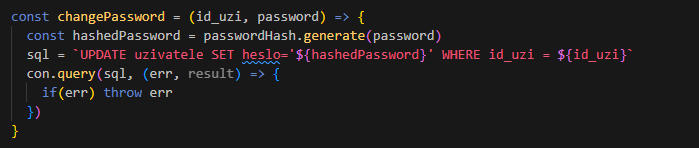 const changePassword = (id_uzi, password) => {
  const hashedPassword = passwordHash.generate(password)
  sql = `UPDATE uzivatele SET heslo='${hashedPassword}' WHERE id_uzi = ${id_uzi}`
  con.query(sql, (err, result) => {
    if(err) throw err
  })
}